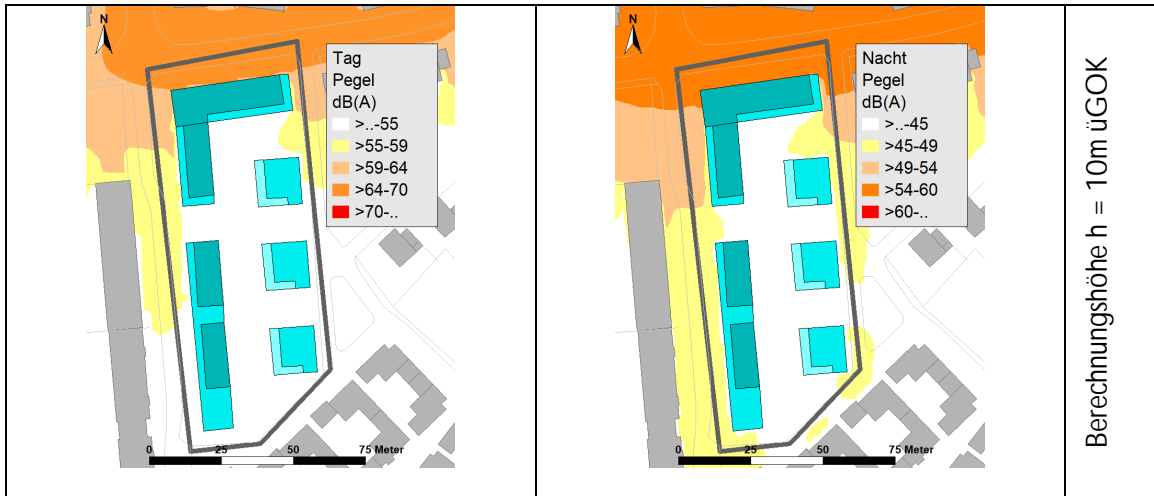 N
Tag
Pegel
dB(A)
>..-55
>55-59
>59-64
>64-70
>70-..
0 25 50 75 Meter
N
Nacht
Pegel
dB(A)
>..-45
>45-49
>49-54
>54-60
>60-..
0 25 50 75 Meter
Berechnungshöhe h = 10m üGOK